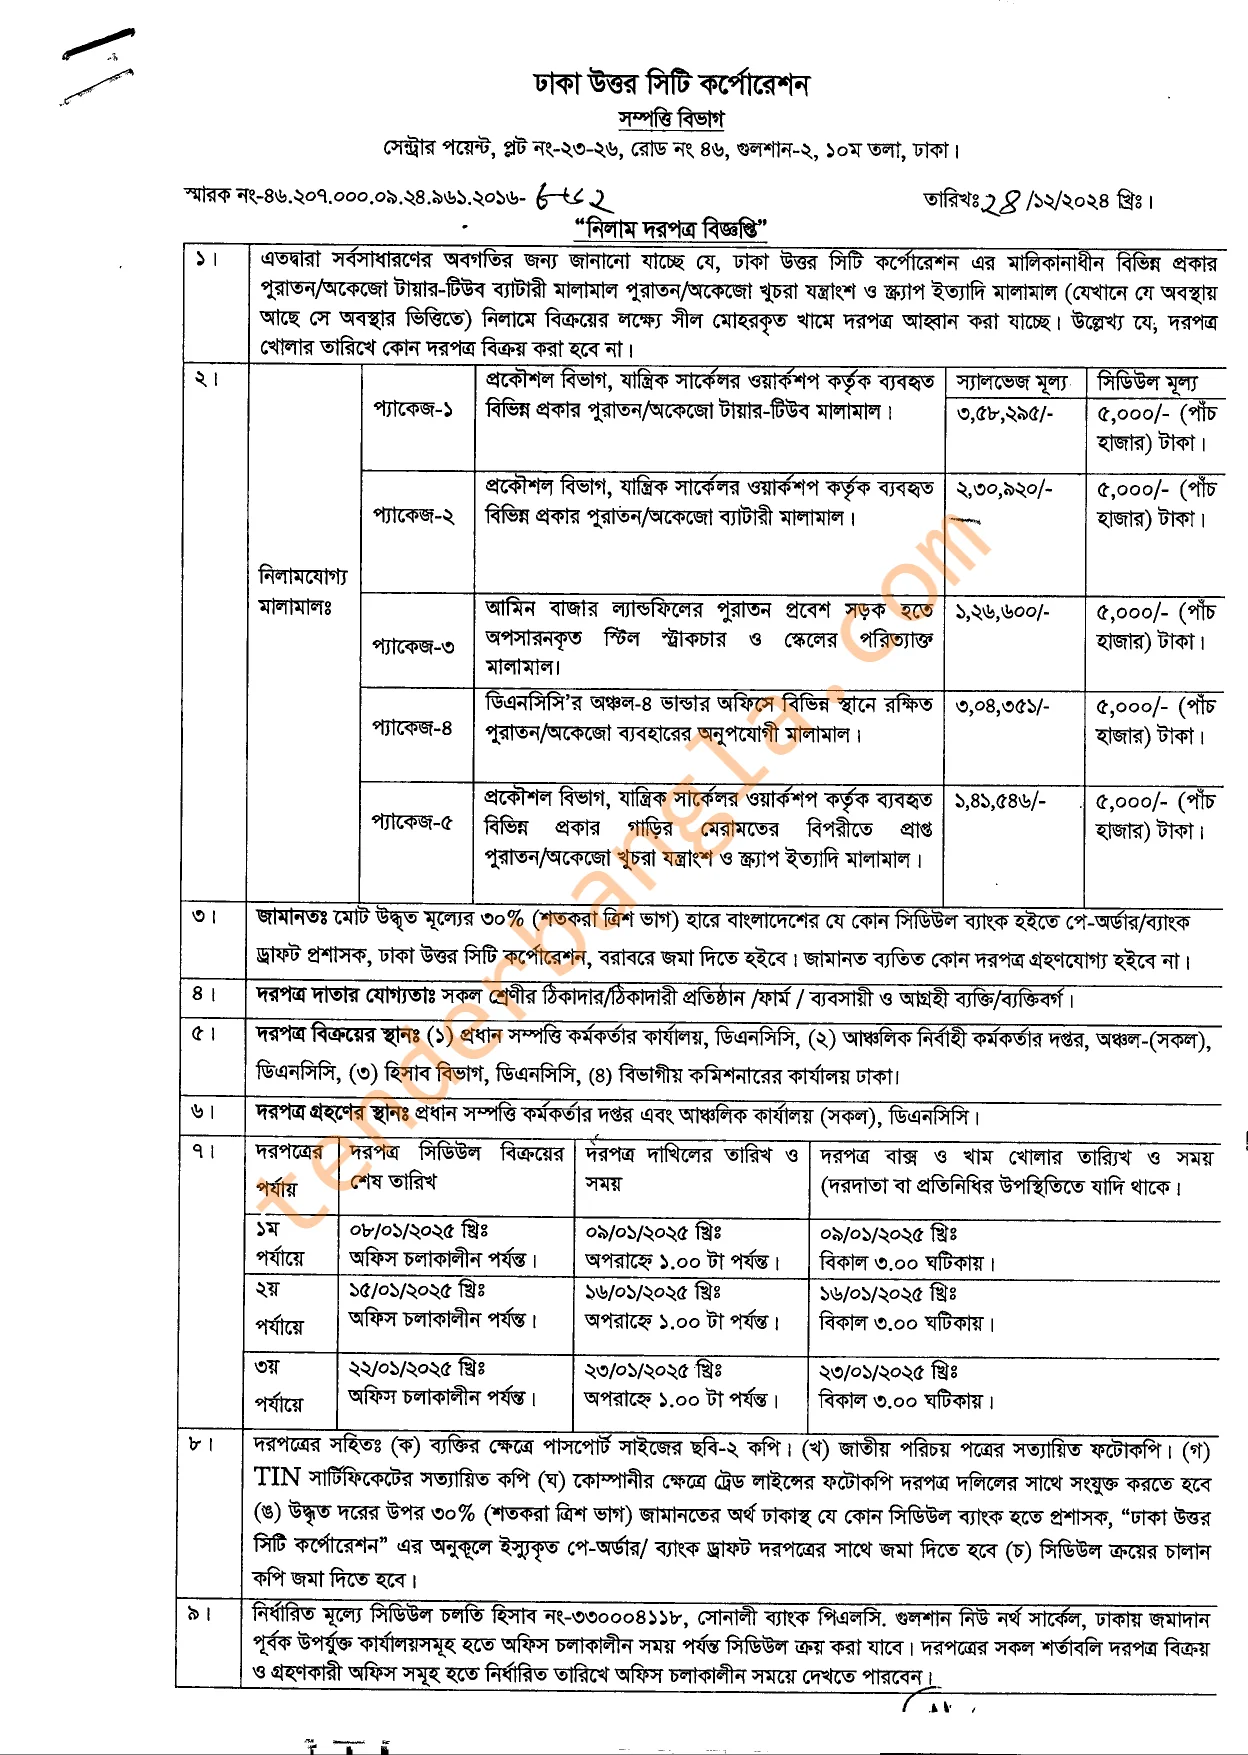 ঢাকা উত্তর সিটি কর্পোরেশন
সম্পত্তি বিভাগ
সেন্ট্রার পয়েন্ট, প্লট নং-২৩-২৬, রোড নং ৪৬, গুলশান-২, ১০ম তলা, ঢাকা।
স্মারক নং-৪৬.২০৭.০০০.০৯.২৪.৯৬১.২০১৬-
তারিখঃ 28/১২/২০২৪ খ্রিঃ।
“নিলাম দরপত্র বিজ্ঞপ্তি”
১। এতদ্বারা সর্বসাধারণের অবগতির জন্য জানানো যাচ্ছে যে, ঢাকা উত্তর সিটি কর্পোরেশন এর মালিকানাধীন বিভিন্ন প্রকার
পুরাতন/অকেজো টায়ার-টিউব ব্যাটারী মালামাল পুরাতন/অকেজো খুচরা যন্ত্রাংশ ও স্ক্র্যাপ ইত্যাদি মালামাল (যেখানে যে অবস্থায়
আছে সে অবস্থার ভিত্তিতে) নিলামে বিক্রয়ের লক্ষ্যে সীল মোহরকৃত খামে দরপত্র আহ্বান করা যাচ্ছে। উল্লেখ্য যে, দরপত্র
খোলার তারিখে কোন দরপত্র বিক্রয় করা হবে না।
২।
নিলামযোগ্য
মালামালঃ
প্যাকেজ-১
প্রকৌশল বিভাগ, যান্ত্রিক সার্কেলর ওয়ার্কশপ কর্তৃক ব্যবহৃত
বিভিন্ন প্রকার পুরাতন/অকেজো টায়ার-টিউব মালামাল।
স্যালভেজ মূল্য
৩,৫৮,২৯৫/-
সিডিউল মূল্য
৫,০০০/- (পাঁচ
হাজার) টাকা।
প্যাকেজ-২
প্রকৌশল বিভাগ, যান্ত্রিক সার্কেলর ওয়ার্কশপ কর্তৃক ব্যবহৃত
বিভিন্ন প্রকার পুরাতন/অকেজো ব্যাটারী মালামাল।
২,৩০,৯২০/-
৫,০০০/- (পাঁচ
হাজার) টাকা।
প্যাকেজ-৩
আমিন বাজার ল্যান্ডফিলের পুরাতন প্রবেশ সড়ক হতে
অপসারনকৃত স্টিল স্ট্রাকচার ও স্কেলের পরিত্যাক্ত
মালামাল।
১,২৬,৬০০/-
৫,০০০/- (পাঁচ
হাজার) টাকা।
প্যাকেজ-৪
ডিএনসিসি’র অঞ্চল-৪ ভান্ডার অফিসে বিভিন্ন স্থানে রক্ষিত
পুরাতন/অকেজো ব্যবহারের অনুপযোগী মালামাল।
৩,০৪,৩৫১/-
৫,০০০/- (পাঁচ
হাজার) টাকা।
প্যাকেজ-৫
প্রকৌশল বিভাগ, যান্ত্রিক সার্কেলর ওয়ার্কশপ কর্তৃক ব্যবহৃত
বিভিন্ন প্রকার গাড়ির মেরামতের বিপরীতে প্রাপ্ত
পুরাতন/অকেজো খুচরা যন্ত্রাংশ ও স্ক্র্যাপ ইত্যাদি মালামাল।
১,৪১,৫৪৬/-
৫,০০০/- (পাঁচ
হাজার) টাকা।
৩। জামানতঃ মোট উদ্ধৃত মূল্যের ৩০% (শতকরা ত্রিশ ভাগ) হারে বাংলাদেশের যে কোন সিডিউল ব্যাংক হইতে পে-অর্ডার/ব্যাংক
ড্রাফট প্রশাসক, ঢাকা উত্তর সিটি কর্পোরেশন, বরাবরে জমা দিতে হইবে। জামানত ব্যতিত কোন দরপত্র গ্রহণযোগ্য হইবে না।
৪। দরপত্র দাতার যোগ্যতাঃ সকল শ্রেণীর ঠিকাদার/ঠিকাদারী প্রতিষ্ঠান /ফার্ম / ব্যবসায়ী ও আগ্রহী ব্যক্তি/ব্যক্তিবর্গ।
৫। দরপত্র বিক্রয়ের স্থানঃ (১) প্রধান সম্পত্তি কর্মকর্তার কার্যালয়, ডিএনসিসি, (২) আঞ্চলিক নির্বাহী কর্মকর্তার দপ্তর, অঞ্চল-(সকল),
ডিএনসিসি, (৩) হিসাব বিভাগ, ডিএনসিসি, (৪) বিভাগীয় কমিশনারের কার্যালয় ঢাকা।
৬। দরপত্র গ্রহণের স্থানঃ প্রধান সম্পত্তি কর্মকর্তার দপ্তর এবং আঞ্চলিক কার্যালয় (সকল), ডিএনসিসি।
৭।
দরপত্রের
পর্যায়
দরপত্র সিডিউল বিক্রয়ের
শেষ তারিখ
দরপত্র দাখিলের তারিখ ও
সময়
দরপত্র বাক্স ও খাম খোলার তারিখ ও সময়
(দরদাতা বা প্রতিনিধির উপস্থিতিতে যাদি থাকে।
১ম
পর্যায়ে
০৮/০১/২০২৫ খ্রিঃ
অফিস চলাকালীন পর্যন্ত।
০৯/০১/২০২৫ খ্রিঃ
অপরাহ্নে ১.০০ টা পর্যন্ত।
০৯/০১/২০২৫ খ্রিঃ
বিকাল ৩.০০ ঘটিকায়।
২য়
পর্যায়ে
১৫/০১/২০২৫ খ্রিঃ
অফিস চলাকালীন পর্যন্ত।
১৬/০১/২০২৫ খ্রিঃ
অপরাহ্নে ১.০০ টা পর্যন্ত।
১৬/০১/২০২৫ খ্রিঃ
বিকাল ৩.০০ ঘটিকায়।
৩য়
পর্যায়ে
২২/০১/২০২৫ খ্রিঃ
অফিস চলাকালীন পর্যন্ত।
২৩/০১/২০২৫ খ্রিঃ
অপরাহ্নে ১.০০ টা পর্যন্ত।
২৩/০১/২০২৫ খ্রিঃ
বিকাল ৩.০০ ঘটিকায়।
৮। দরপত্রের সহিতঃ (ক) ব্যক্তির ক্ষেত্রে পাসপোর্ট সাইজের ছবি-২ কপি। (খ) জাতীয় পরিচয় পত্রের সত্যায়িত ফটোকপি। (গ)
TIN সার্টিফিকেটের সত্যায়িত কপি (ঘ) কোম্পানীর ক্ষেত্রে ট্রেড লাইন্সের ফটোকপি দরপত্র দলিলের সাথে সংযুক্ত করতে হবে
(ঙ) উদ্ধৃত দরের উপর ৩০% (শতকরা ত্রিশ ভাগ) জামানতের অর্থ ঢাকাস্থ যে কোন সিডিউল ব্যাংক হতে প্রশাসক, “ঢাকা উত্তর
সিটি কর্পোরেশন” এর অনুকূলে ইস্যুকৃত পে-অর্ডার/ ব্যাংক ড্রাফট দরপত্রের সাথে জমা দিতে হবে (চ) সিডিউল ক্রয়ের চালান
কপি জমা দিতে হবে।
৯। নির্ধারিত মূল্যে সিডিউল চলতি হিসাব নং-৩৩০০০৪১১৮, সোনালী ব্যাংক পিএলসি. গুলশান নিউ নর্থ সার্কেল, ঢাকায় জমাদান
পূর্বক উপর্যুক্ত কার্যালয়সমূহ হতে অফিস চলাকালীন সময় পর্যন্ত সিডিউল ক্রয় করা যাবে। দরপত্রের সকল শর্তাবলি দরপত্র বিক্রয়
ও গ্রহণকারী অফিস সমূহ হতে নির্ধারিত তারিখে অফিস চলাকালীন সময়ে দেখতে পারবেন।
tenderbangla.com